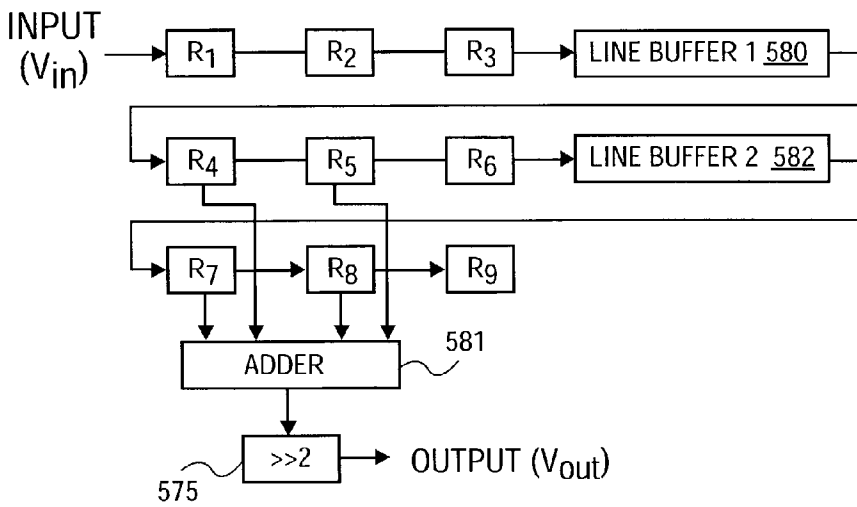 INPUT
(Vin)
R1
R2
R3
LINE BUFFER 1 580
R4
R5
R6
LINE BUFFER 2 582
R7
R8
R9
ADDER
581
>>2
575
OUTPUT (Vout)